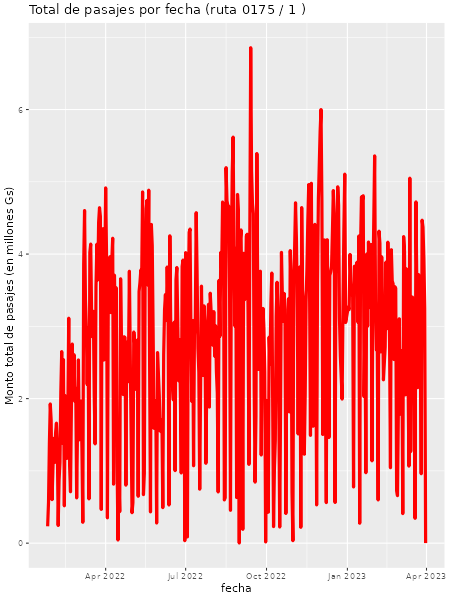 Total de pasajes por fecha (ruta 0175 / 1 )
Monto total de pasajes (en millones Gs)
6
4
2
0
Apr 2022
Jul 2022
Oct 2022
Jan 2023
Apr 2023
fecha